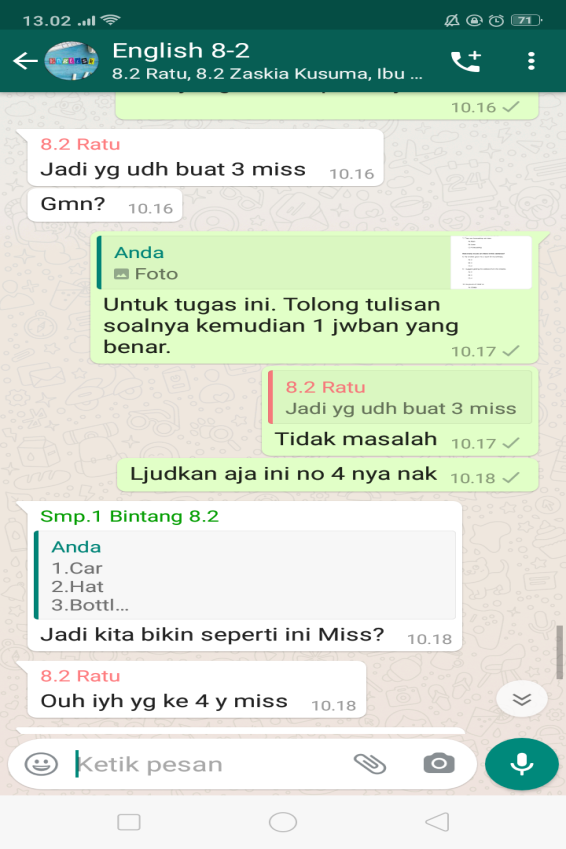 13.02
71
English 8-2
8.2 Ratu, 8.2 Zaskia Kusuma, Ibu ...
10.16
8.2 Ratu
Jadi yg udh buat 3 miss 10.16
Gmn? 10.16
Anda
Foto
Untuk tugas ini. Tolong tulisan
soalnya kemudian 1 jwban yang
benar. 10.17
8.2 Ratu
Jadi yg udh buat 3 miss
Tidak masalah 10.17
Ljudkan aja ini no 4 nya nak 10.18
Smp.1 Bintang 8.2
Anda
1.Car
2.Hat
3.Bottl...
Jadi kita bikin seperti ini Miss? 10.18
8.2 Ratu
Ouh iyh yg ke 4 y miss 10.18
Ketik pesan